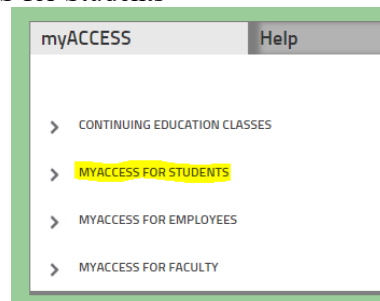 myACCESS Help
CONTINUING EDUCATION CLASSES
MYACCESS FOR STUDENTS
MYACCESS FOR EMPLOYEES
MYACCESS FOR FACULTY